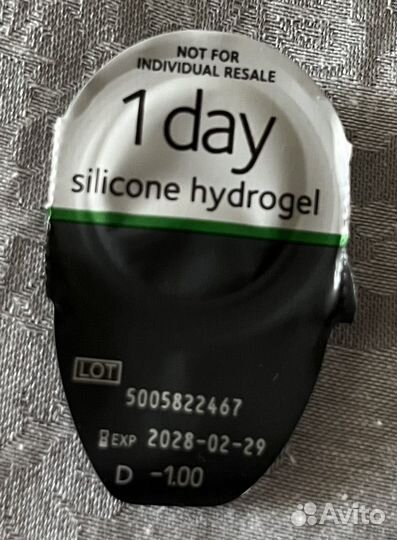 NOT FOR
INDIVIDUAL RESALE
1 day
silicone hydrogel
LOT
5005822467
EXP 2028-02-29
D -1.00
Avito